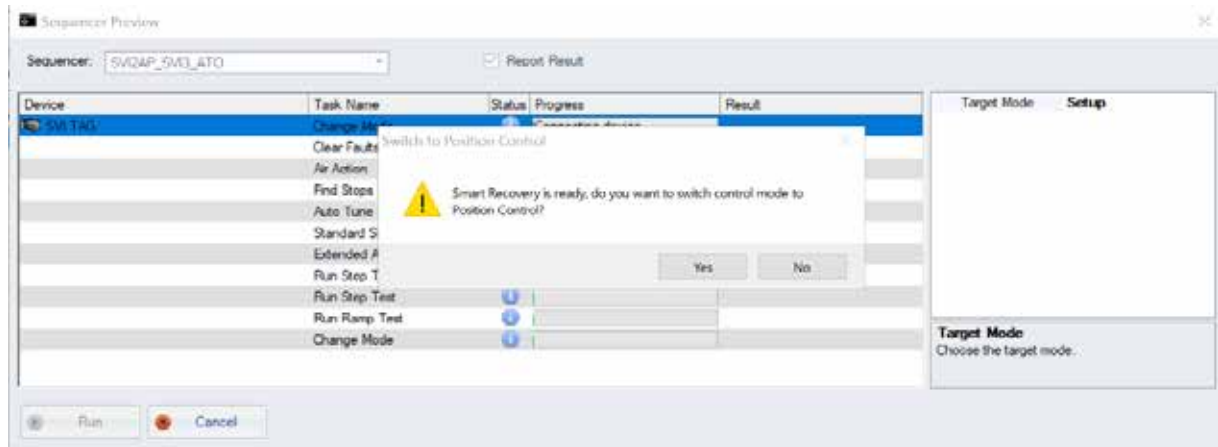 Sequencer Preview
Sequencer: SVI2AP_SVI3_ATO Report Result
Device Task Name Status Progress Result
SVI TAG Change Mode Connecting device
Clear Faults
Air Action
Find Stops
Auto Tune
Standard S
Extended A
Run Step T
Run Step Test
Run Ramp Test
Change Mode
Switch to Position Control
Smart Recovery is ready, do you want to switch control mode to
Position Control?
Yes No
Target Mode Setup
Target Mode
Choose the target mode.
Run Cancel